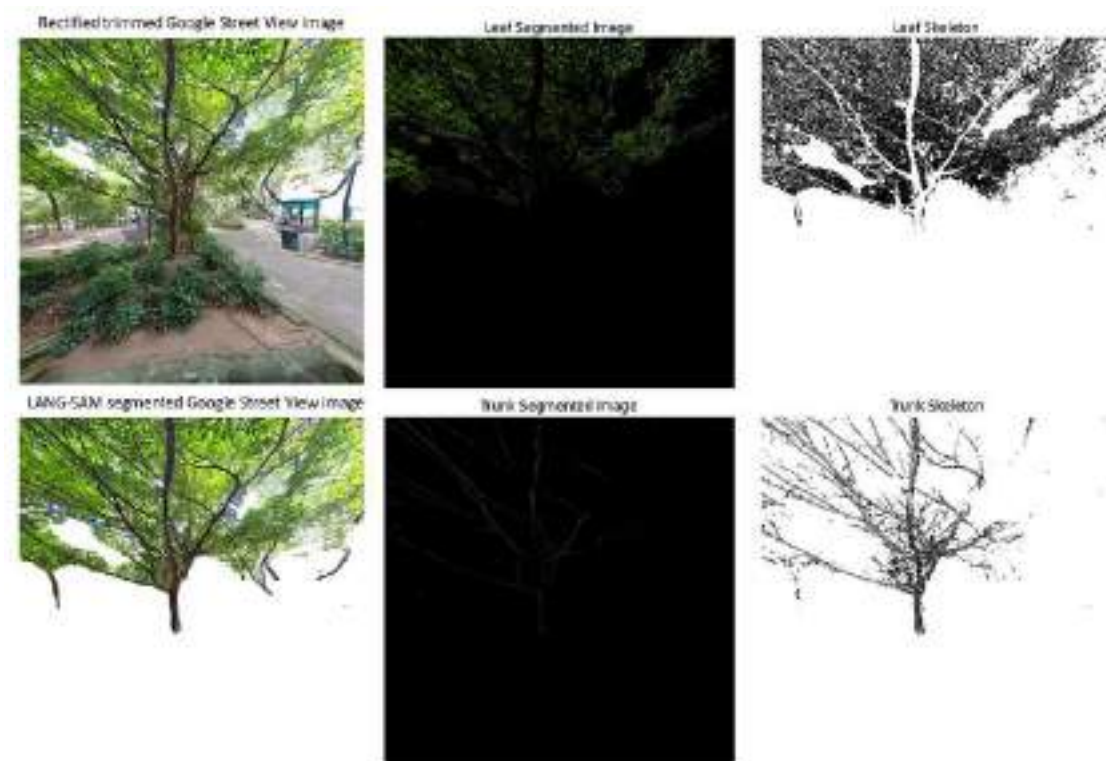 Rectified trimmed Google Street View Image
Leaf Segmented Image
Leaf Skeleton
LANG-SAM segmented Google Street View Image
Trunk Segmented Image
Trunk Skeleton